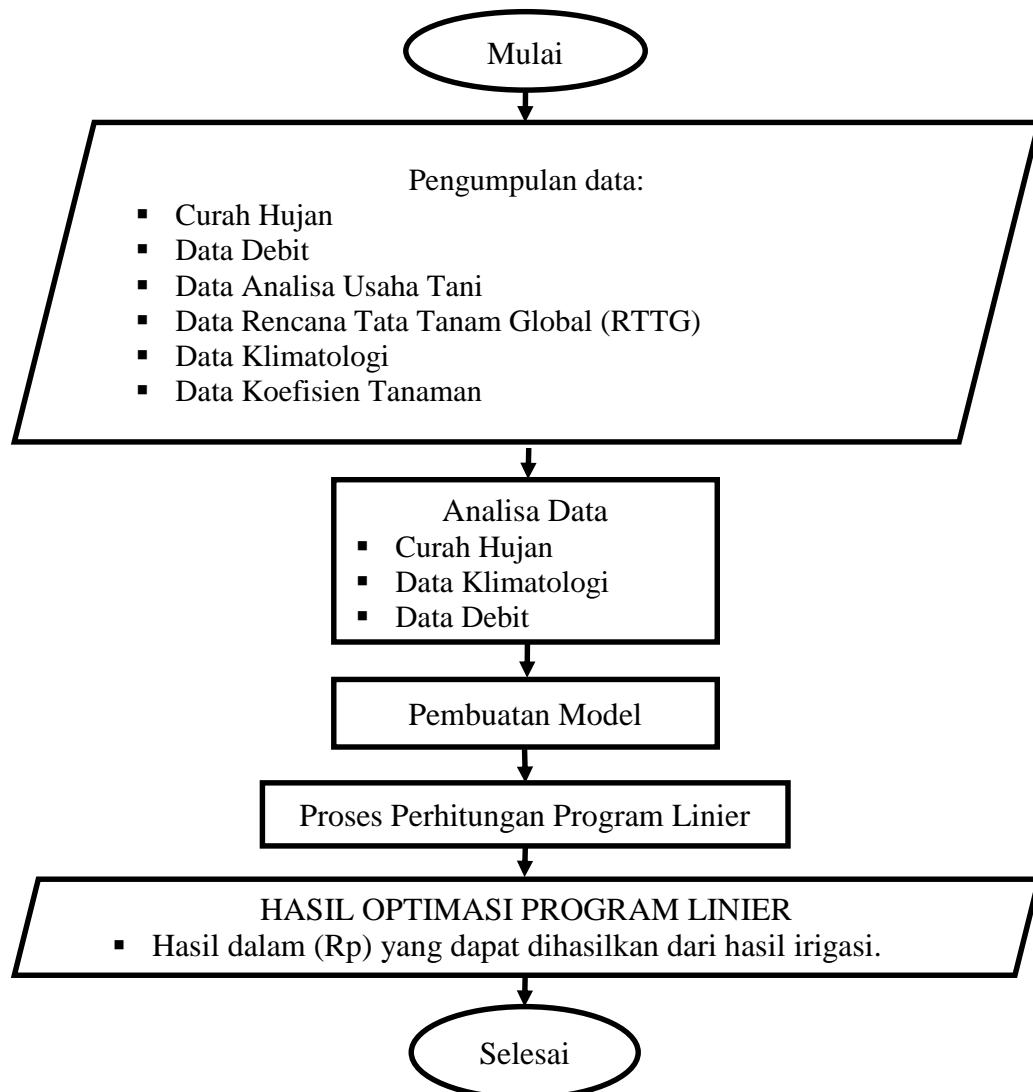 Mulai
Pengumpulan data:
▪ Curah Hujan
▪ Data Debit
▪ Data Analisa Usaha Tani
▪ Data Rencana Tata Tanam Global (RTTG)
▪ Data Klimatologi
▪ Data Koefisien Tanaman
Analisa Data
▪ Curah Hujan
▪ Data Klimatologi
▪ Data Debit
Pembuatan Model
Proses Perhitungan Program Linier
HASIL OPTIMASI PROGRAM LINIER
▪ Hasil dalam (Rp) yang dapat dihasilkan dari hasil irigasi.
Selesai